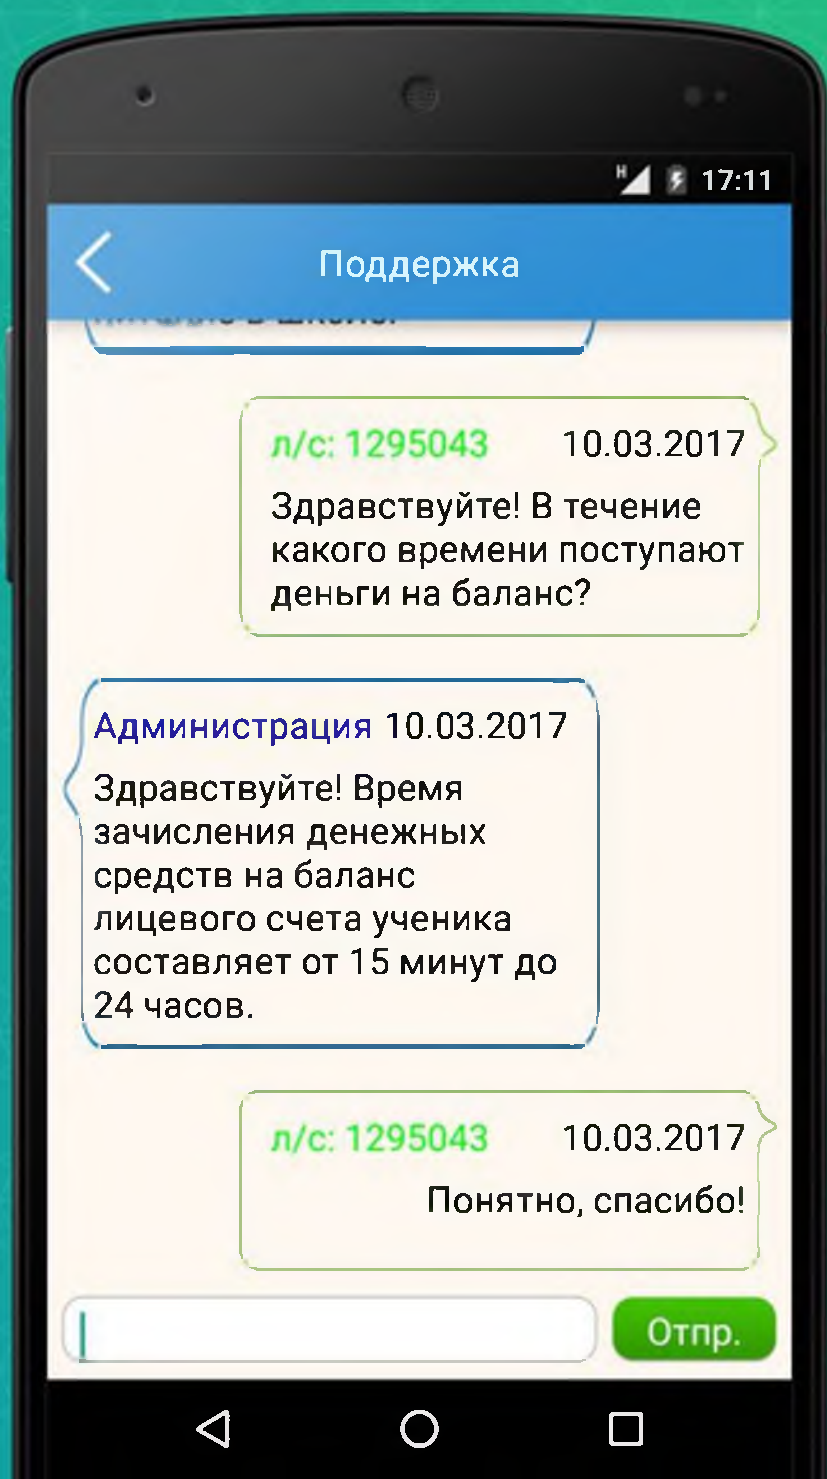 H 17:11
Поддержка
л/с: 1295043 10.03.2017
Здравствуйте! В течение
какого времени поступают
деньги на баланс?
Администрация 10.03.2017
Здравствуйте! Время
зачисления денежных
средств на баланс
лицевого счета ученика
составляет от 15 минут до
24 часов.
л/с: 1295043 10.03.2017
Понятно, спасибо!
Отпр.